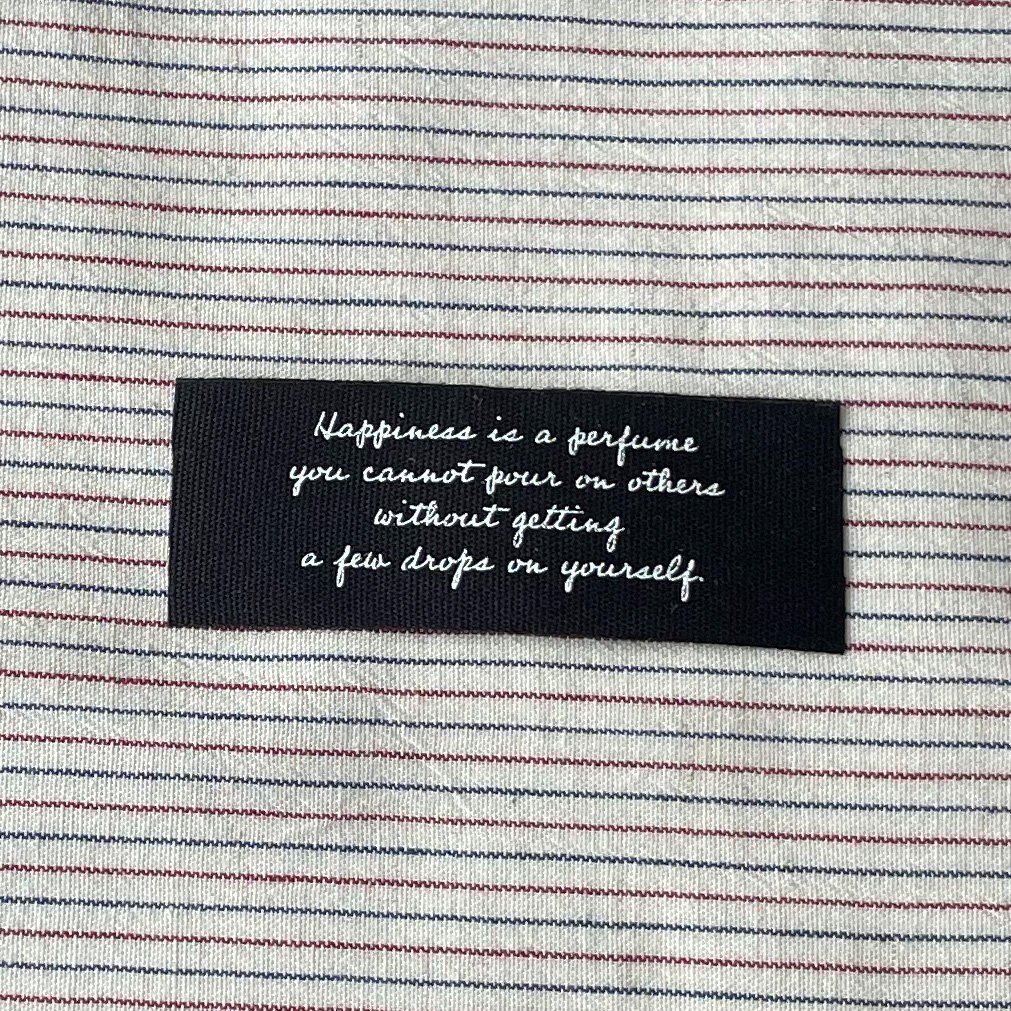 Happiness is a perfume
you cannot pour on others
without getting
a few drops on yourself.